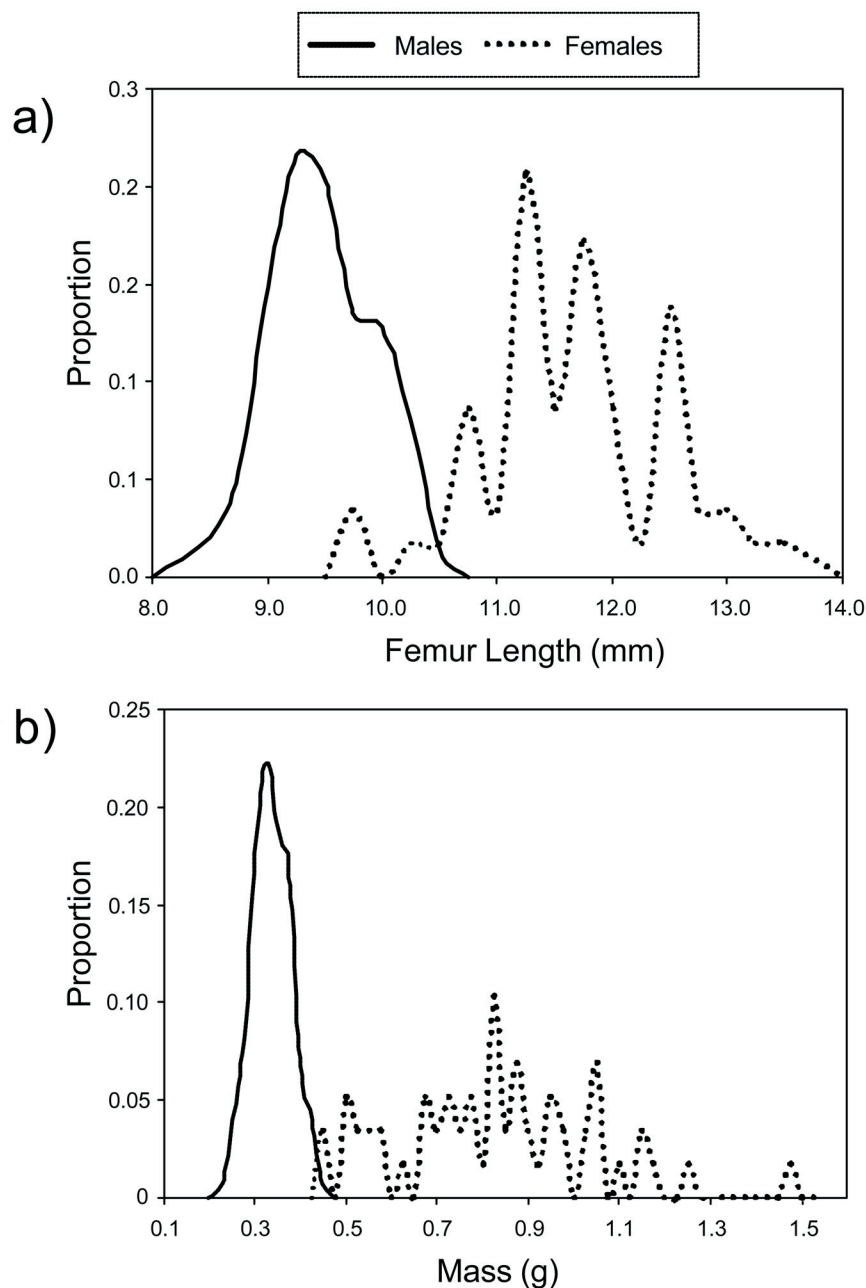 Males Females
a)
0.3
0.2
0.2
0.1
0.1
0.0
Proportion
8.0 9.0 10.0 11.0 12.0 13.0 14.0
Femur Length (mm)
b)
0.25
0.20
0.15
0.10
0.05
0
Proportion
0.1 0.3 0.5 0.7 0.9 1.1 1.3 1.5
Mass (g)